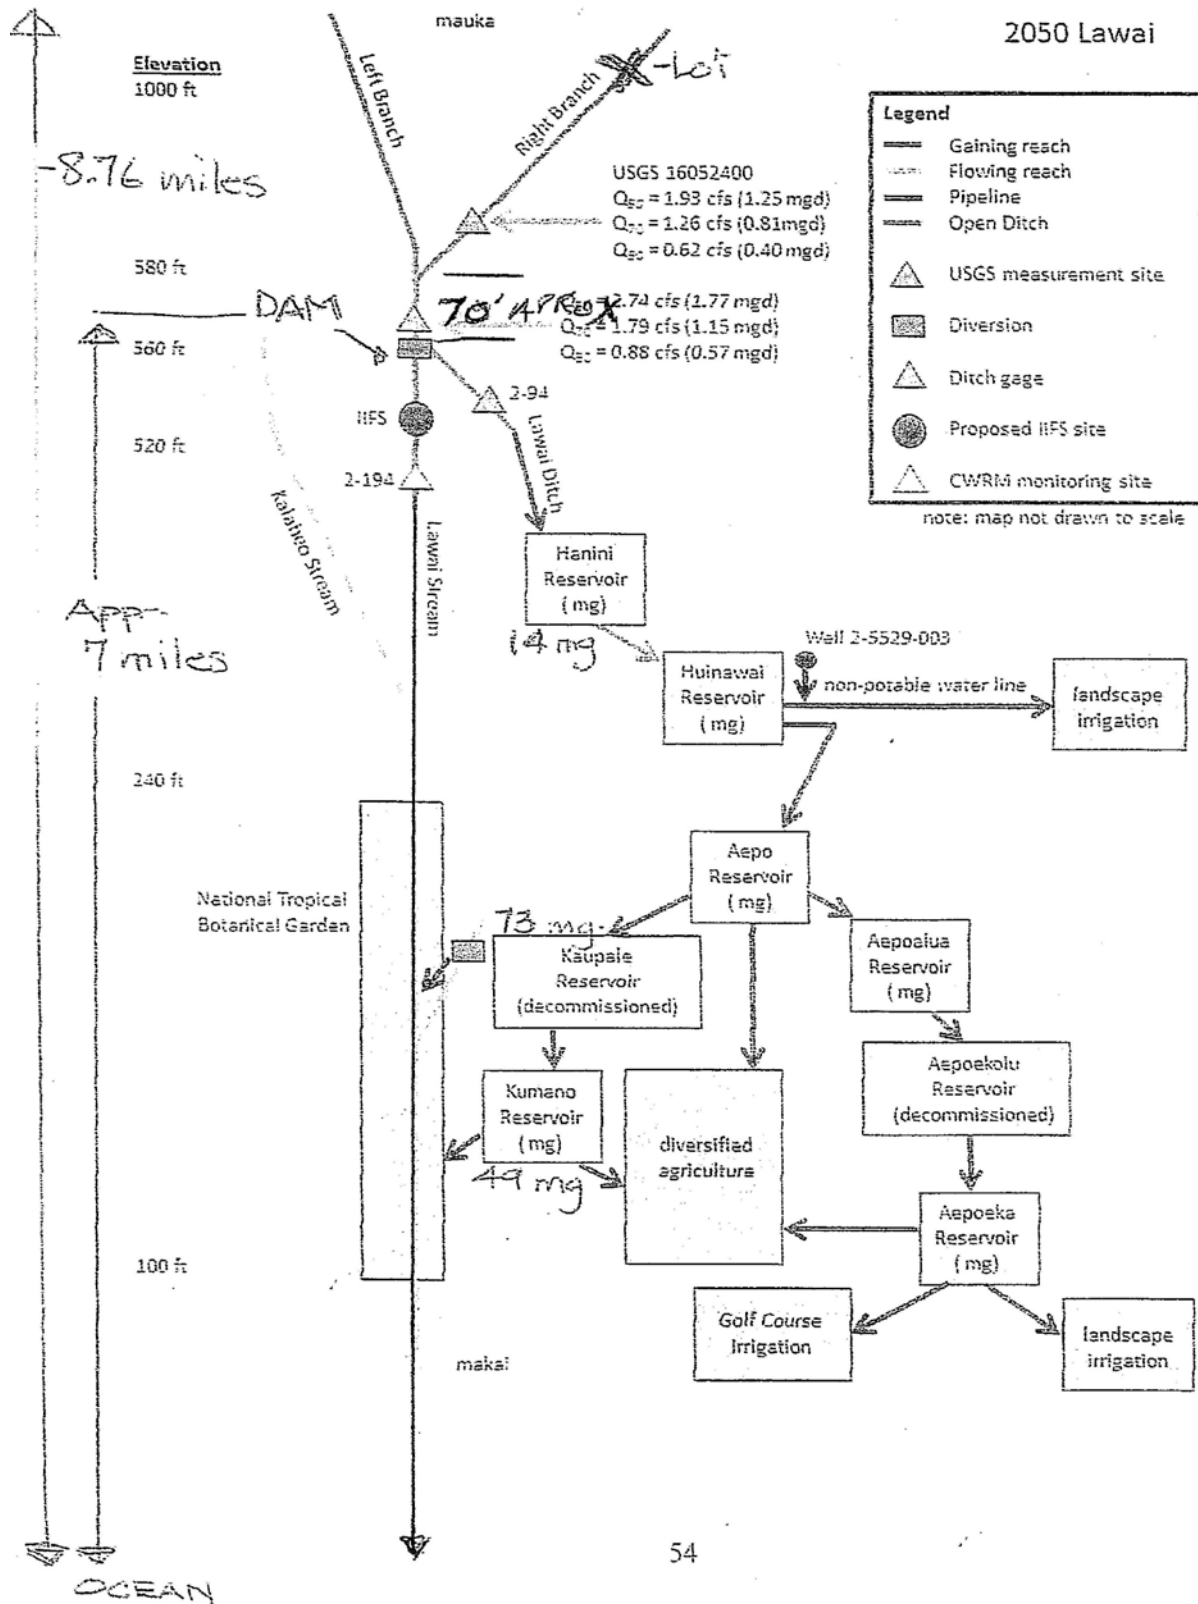 mauka
2050 Lawai
Elevation
1000 ft
Left Branch
Right Branch
-Lot
Legend
Gaining reach
Flowing reach
Pipeline
Open Ditch
USGS measurement site
Diversion
Ditch gage
Proposed IIFS site
CWRM monitoring site
note: map not drawn to scale
-8.76 miles
USGS 16052400
Q50 = 1.93 cfs (1.25 mgd)
Q70 = 1.26 cfs (0.81mgd)
Q90 = 0.62 cfs (0.40 mgd)
580 ft
DAM
70' APPROX
2.74 cfs (1.77 mgd)
= 1.79 cfs (1.15 mgd)
= 0.88 cfs (0.57 mgd)
560 ft
2-94
IIFS
520 ft
2-194
Lawai Ditch
Kalaheo Stream
Lawai Stream
Hanini
Reservoir
( mg)
14 mg
App-
7 miles
Well 2-5529-003
Huinawai
Reservoir
( mg)
non-potable water line
landscape
irrigation
240 ft
Aepo
Reservoir
( mg)
National Tropical
Botanical Garden
73 mg.
Kaupale
Reservoir
(decommissioned)
Aepoalua
Reservoir
( mg)
Kumano
Reservoir
( mg)
49 mg
diversified
agriculture
Aepoekolu
Reservoir
(decommissioned)
Aepoeka
Reservoir
( mg)
100 ft
Golf Course
Irrigation
landscape
irrigation
makai
54
OCEAN